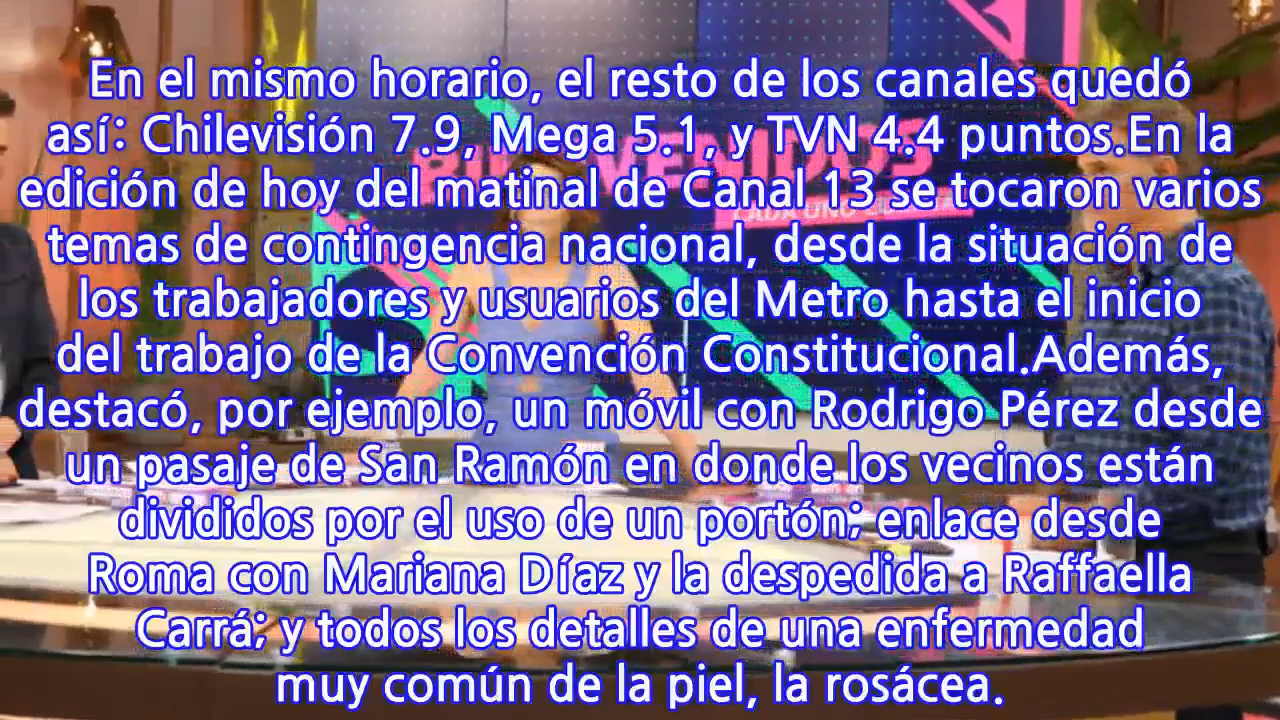 En el mismo horario, el resto de los canales quedó
así: Chilevisión 7.9, Mega 5.1, y TVN 4.4 puntos.En la
edición de hoy del matinal de Canal 13 se tocaron varios
temas de contingencia nacional, desde la situación de
los trabajadores y usuarios del Metro hasta el inicio
del trabajo de la Convención Constitucional.Además,
destacó, por ejemplo, un móvil con Rodrigo Pérez desde
un pasaje de San Ramón en donde los vecinos están
divididos por el uso de un portón; enlace desde
Roma con Mariana Díaz y la despedida a Raffaella
Carrá; y todos los detalles de una enfermedad
muy común de la piel, la rosácea.
BIENVENIDOS